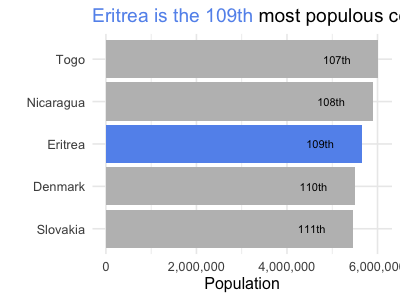 Eritrea is the 109th most populous c
Togo 107th
Nicaragua 108th
Eritrea 109th
Denmark 110th
Slovakia 111th
0 2,000,000 4,000,000 6,000,00
Population